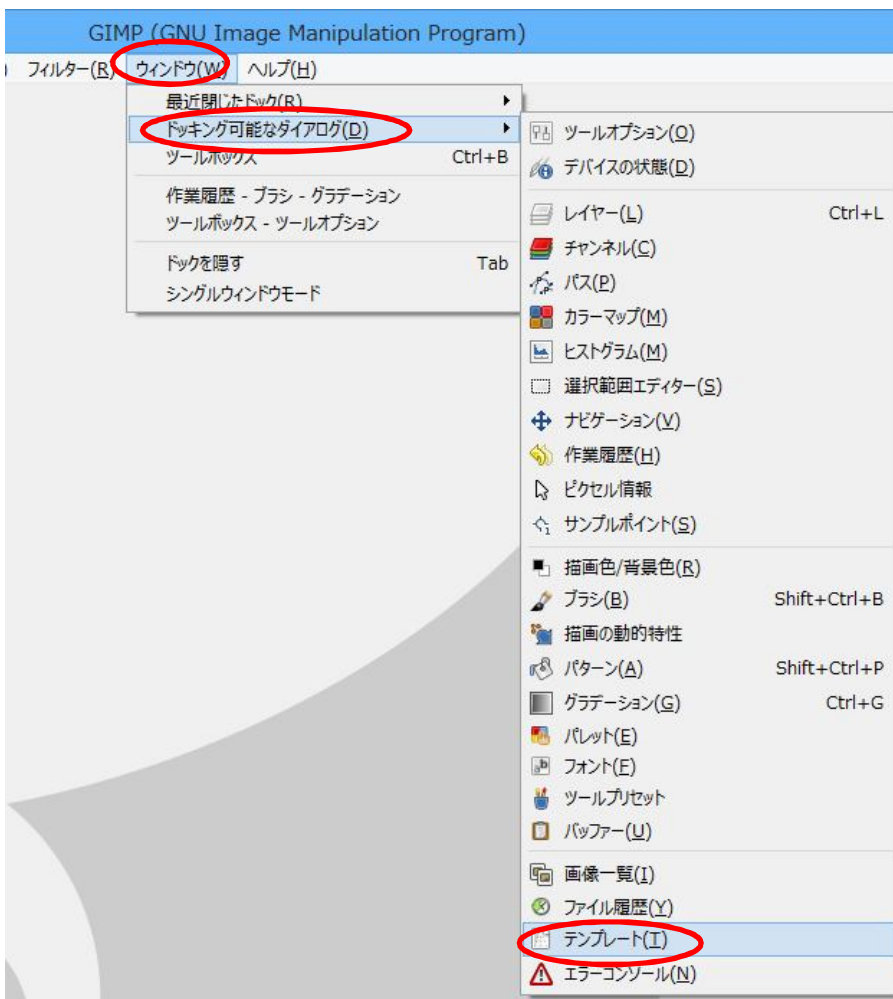 GIMP (GNU Image Manipulation Program)
フィルター(R) ウィンドウ(W) ヘルプ(H)
最近閉じたドック(R)
ドッキング可能なダイアログ(D)
ツールボックス Ctrl+B
作業履歴 - ブラシ - グラデーション
ツールボックス - ツールオプション
ドックを隠す Tab
シングルウィンドウモード
ツールオプション(O)
デバイスの状態(D)
レイヤー(L) Ctrl+L
チャンネル(C)
パス(P)
カラーマップ(M)
ヒストグラム(M)
選択範囲エディター(S)
ナビゲーション(V)
作業履歴(H)
ピクセル情報
サンプルポイント(S)
描画色/背景色(R)
ブラシ(B) Shift+Ctrl+B
描画の動的特性
パターン(A) Shift+Ctrl+P
グラデーション(G) Ctrl+G
パレット(E)
フォント(F)
ツールプリセット
バッファー(U)
画像一覧(I)
ファイル履歴(Y)
テンプレート(T)
エラーコンソール(N)